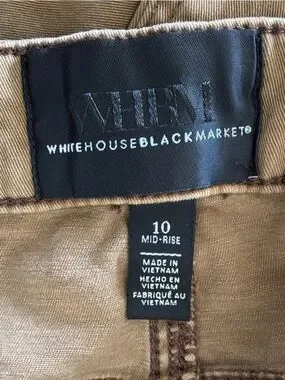 WHBM
WHITEHOUSEBLACKMARKET®
10
MID-RISE
MADE IN
VIETNAM
HECHO EN
VIETNAM
FABRIQUÉ AU
VIETNAM